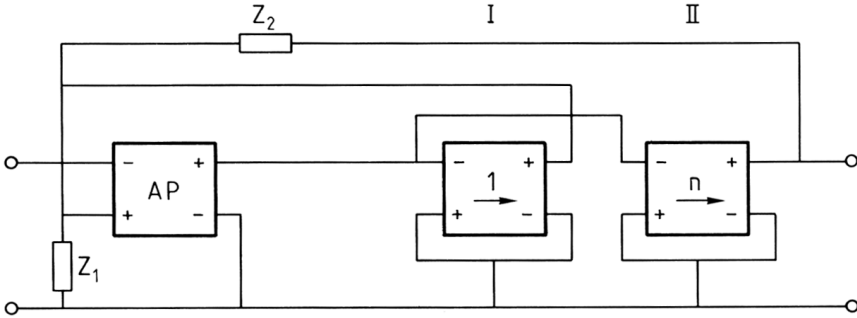 Z₂ I II
- + - + - +
AP 1 n
+ - + - + -
Z₁